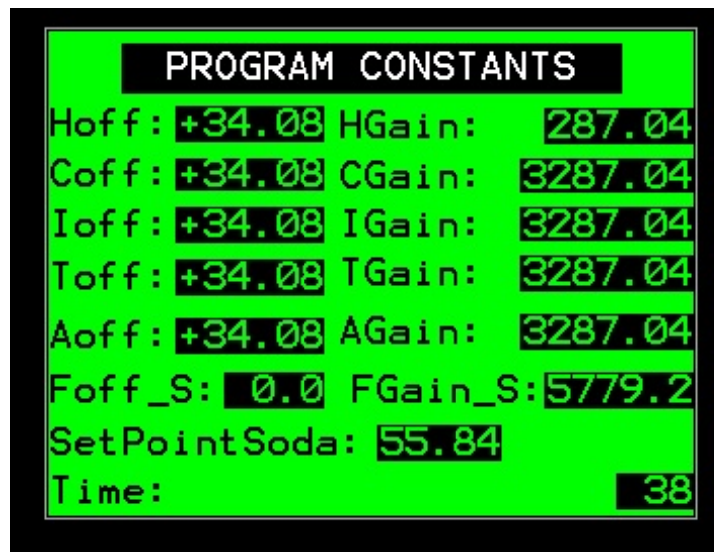 PROGRAM CONSTANTS
Hoff: +34.08 HGain: 287.04
Coff: +34.08 CGain: 3287.04
Ioff: +34.08 IGain: 3287.04
Toff: +34.08 TGain: 3287.04
Aoff: +34.08 AGain: 3287.04
Foff_S: 0.0 FGain_S: 5779.2
SetPointSoda: 55.84
Time: 38